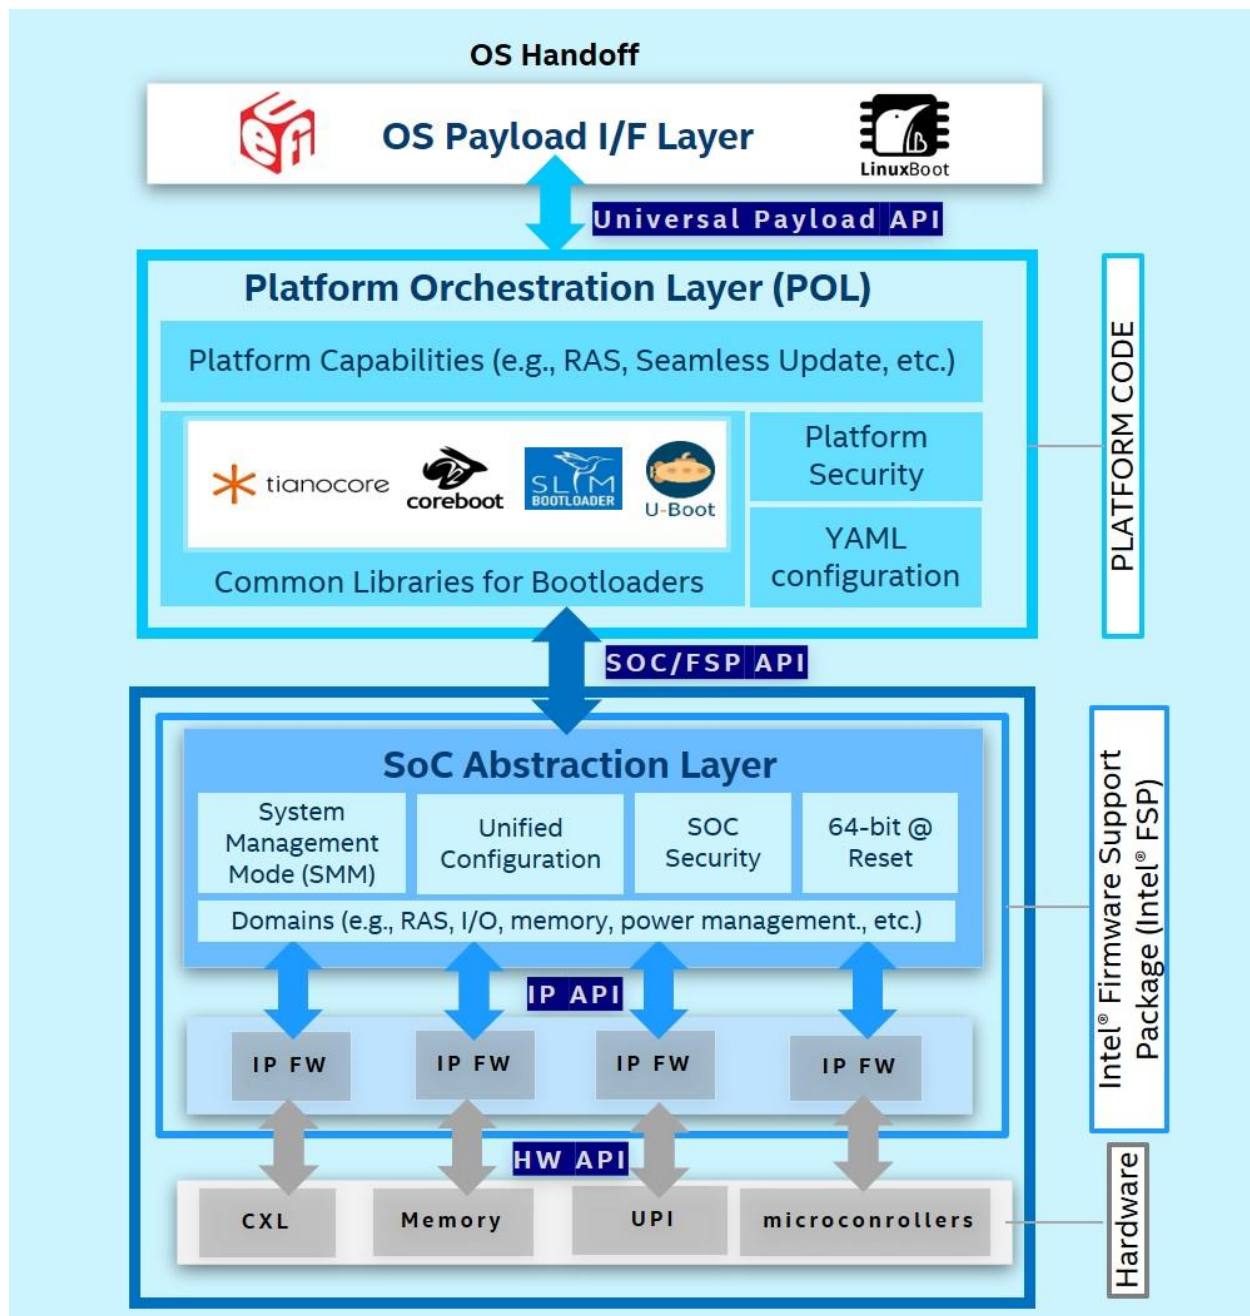 OS Handoff
uefi
OS Payload I/F Layer
LB
LinuxBoot
Universal Payload API
Platform Orchestration Layer (POL)
Platform Capabilities (e.g., RAS, Seamless Update, etc.)
tianocore
coreboot
SLIM
BOOTLOADER
U-Boot
Common Libraries for Bootloaders
Platform
Security
YAML
configuration
PLATFORM CODE
SOC/FSP API
SoC Abstraction Layer
System
Management
Mode (SMM)
Unified
Configuration
SOC
Security
64-bit @
Reset
Domains (e.g., RAS, I/O, memory, power management., etc.)
IP API
IP FW
IP FW
IP FW
IP FW
Intel® Firmware Support
Package (Intel® FSP)
HW API
CXL
Memory
UPI
microconrollers
Hardware